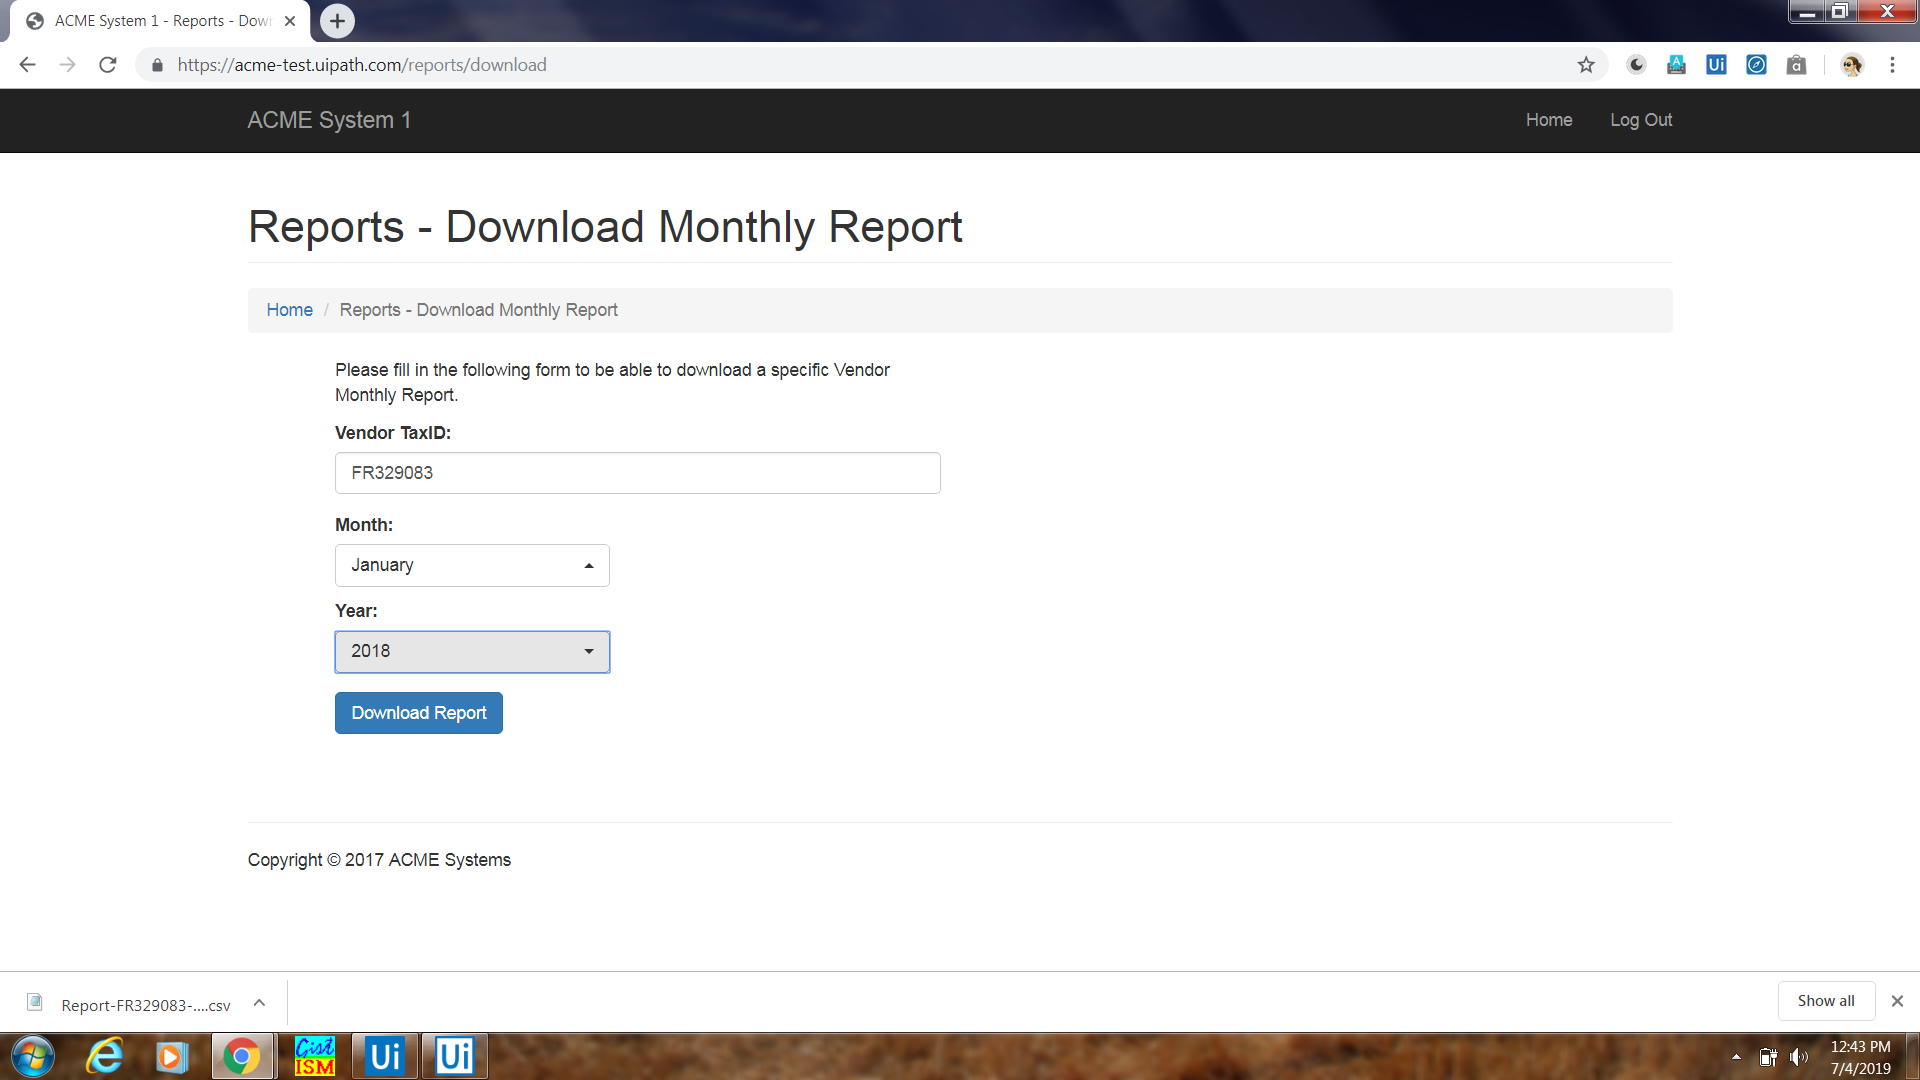 ACME System 1 - Reports - Dow
https://acme-test.uipath.com/reports/download
ACME System 1
Home
Log Out
Reports - Download Monthly Report
Home / Reports - Download Monthly Report
Please fill in the following form to be able to download a specific Vendor
Monthly Report.
Vendor TaxID:
FR329083
Month:
January
Year:
2018
Download Report
Copyright © 2017 ACME Systems
Report-FR329083-....csv
Show all
Gist
ISM
Ui
Ui
12:43 PM
7/4/2019